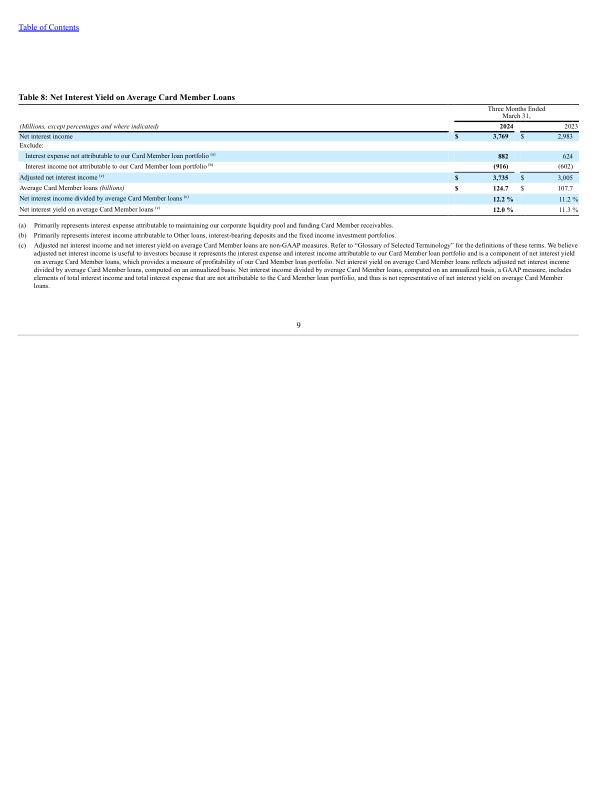 Table of Contents
Table 8: Net Interest Yield on Average Card Member Loans
Three Months Ended
March 31,
(Millions, except percentages and where indicated) 2024 2023
Net interest income $ 3,769 $ 2,983
Exclude:
Interest expense not attributable to our Card Member loan portfolio (a) 882 624
Interest income not attributable to our Card Member loan portfolio (b) (916) (602)
Adjusted net interest income (c) $ 3,735 $ 3,005
Average Card Member loans (billions) $ 124.7 $ 107.7
Net interest income divided by average Card Member loans (c) 12.2 % 11.2 %
Net interest yield on average Card Member loans (c) 12.0 % 11.3 %
(a) Primarily represents interest expense attributable to maintaining our corporate liquidity pool and funding Card Member receivables.
(b) Primarily represents interest income attributable to Other loans, interest-bearing deposits and the fixed income investment portfolios.
(c) Adjusted net interest income and net interest yield on average Card Member loans are non-GAAP measures. Refer to “Glossary of Selected Terminology” for the definitions of these terms. We believe
adjusted net interest income is useful to investors because it represents the interest expense and interest income attributable to our Card Member loan portfolio and is a component of net interest yield
on average Card Member loans, which provides a measure of profitability of our Card Member loan portfolio. Net interest yield on average Card Member loans reflects adjusted net interest income
divided by average Card Member loans, computed on an annualized basis. Net interest income divided by average Card Member loans, computed on an annualized basis, a GAAP measure, includes
elements of total interest income and total interest expense that are not attributable to the Card Member loan portfolio, and thus is not representative of net interest yield on average Card Member
loans.
9